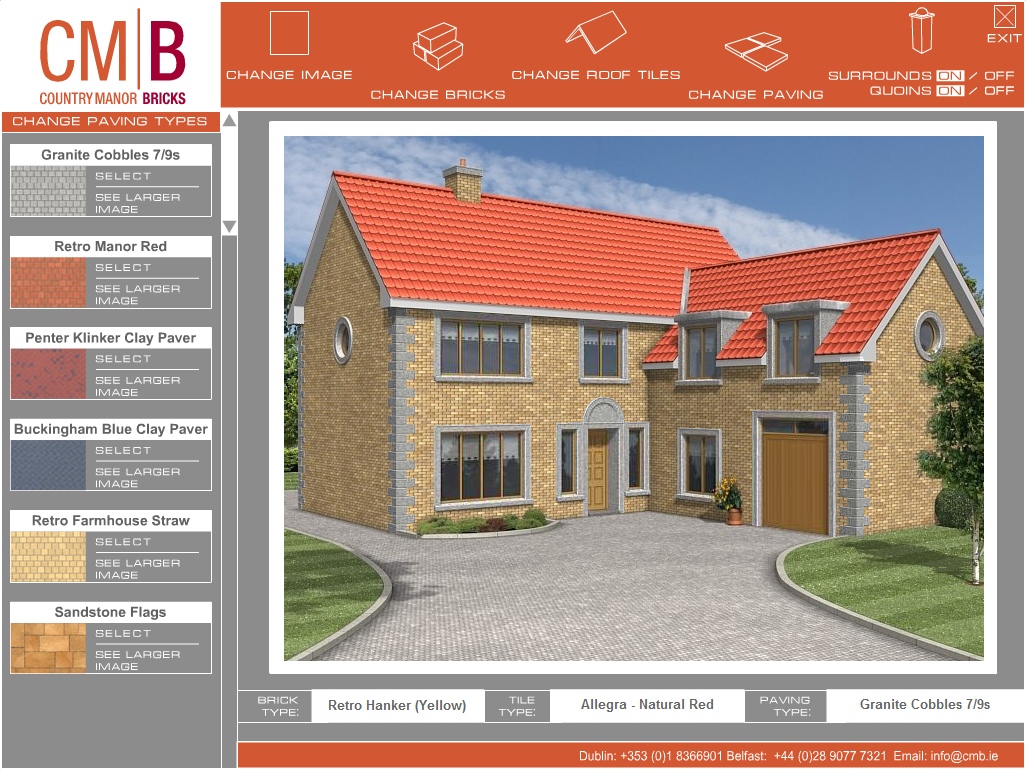 CM|B
COUNTRY MANOR BRICKS
CHANGE IMAGE
CHANGE BRICKS
CHANGE ROOF TILES
CHANGE PAVING
EXIT
SURROUNDS ON / OFF
QUOINS ON / OFF
CHANGE PAVING TYPES
Granite Cobbles 7/9s
SELECT
SEE LARGER
IMAGE
Retro Manor Red
SELECT
SEE LARGER
IMAGE
Penter Klinker Clay Paver
SELECT
SEE LARGER
IMAGE
Buckingham Blue Clay Paver
SELECT
SEE LARGER
IMAGE
Retro Farmhouse Straw
SELECT
SEE LARGER
IMAGE
Sandstone Flags
SELECT
SEE LARGER
IMAGE
BRICK
TYPE:
Retro Hanker (Yellow)
TILE
TYPE:
Allegra - Natural Red
PAVING
TYPE:
Granite Cobbles 7/9s
Dublin: +353 (0)1 8366901 Belfast: +44 (0)28 9077 7321 Email: info@cmb.ie